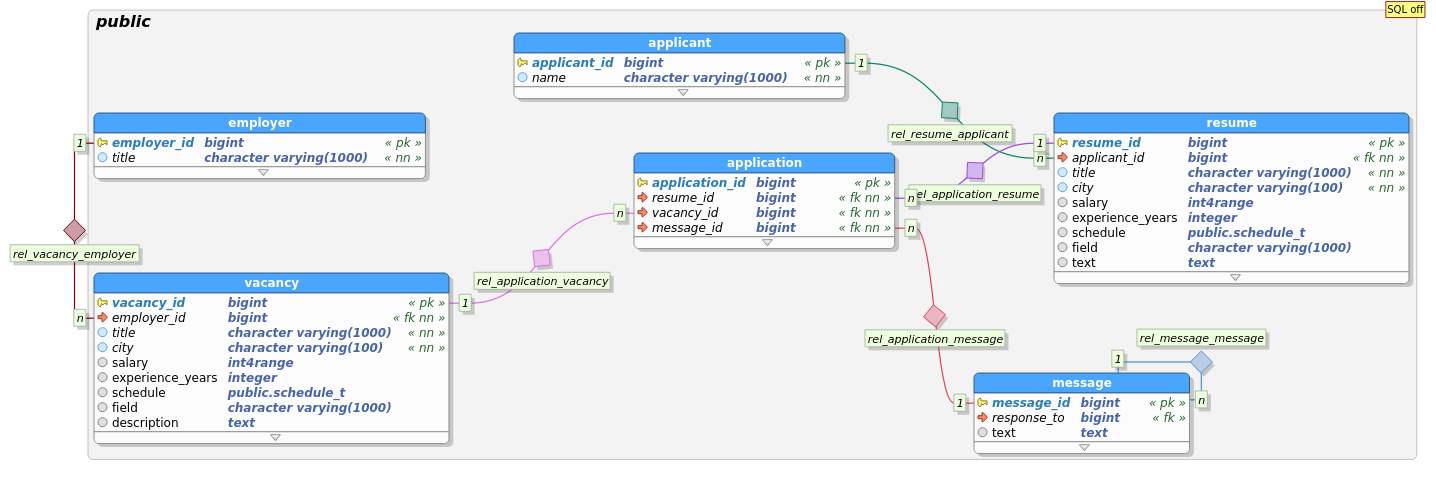 SQL off
public
applicant
applicant_id bigint « pk »
name character varying(1000) « nn »
1
rel_resume_applicant
employer
1 employer_id bigint « pk »
title character varying(1000) « nn »
rel_vacancy_employer
resume
1 resume_id bigint « pk »
n applicant_id bigint « fk nn »
title character varying(1000) « nn »
city character varying(100) « nn »
salary int4range
experience_years integer
schedule public.schedule_t
field character varying(1000)
text text
application
application_id bigint « pk »
resume_id bigint « fk nn » n
n vacancy_id bigint « fk nn »
message_id bigint « fk nn » n
el_application_resume
rel_application_vacancy
vacancy
vacancy_id bigint « pk » 1
n employer_id bigint « fk nn »
title character varying(1000) « nn »
city character varying(100) « nn »
salary int4range
experience_years integer
schedule public.schedule_t
field character varying(1000)
description text
rel_application_message
rel_message_message
1
message
1 message_id bigint « pk » n
response_to bigint « fk »
text text